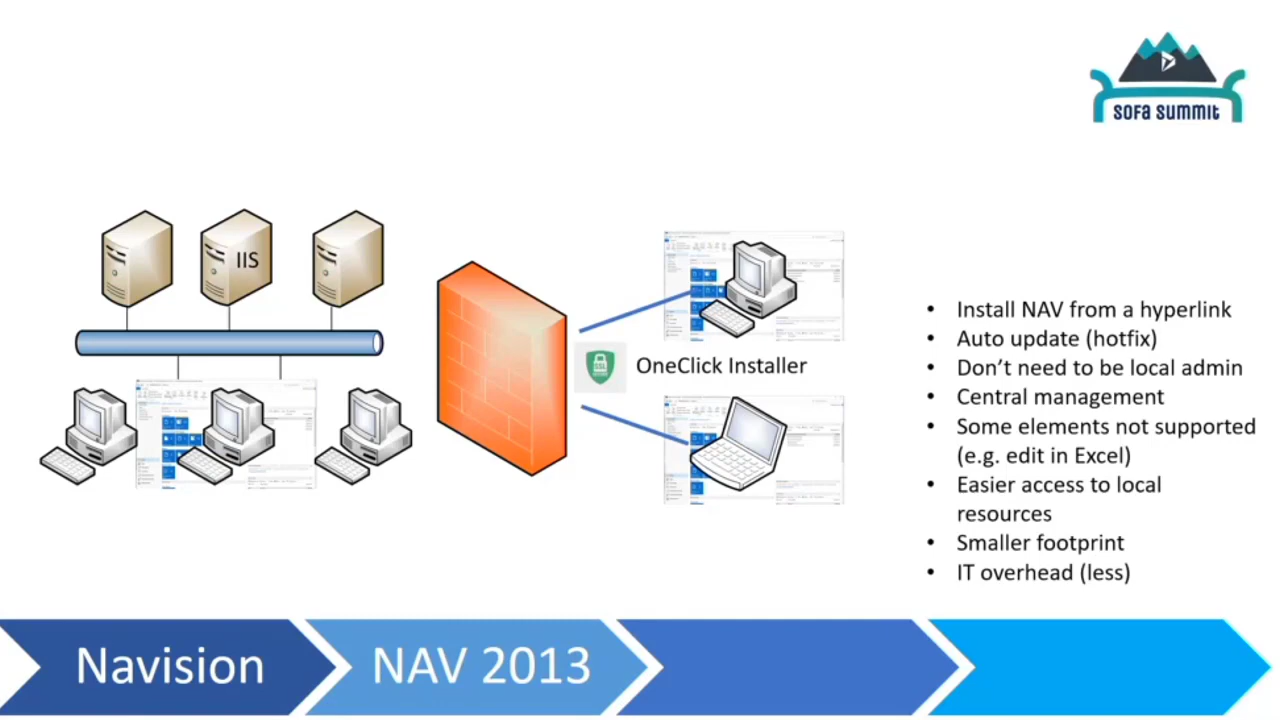 SOFA SUMMIT
IIS
OneClick Installer
• Install NAV from a hyperlink
• Auto update (hotfix)
• Don’t need to be local admin
• Central management
• Some elements not supported
(e.g. edit in Excel)
• Easier access to local
resources
• Smaller footprint
• IT overhead (less)
Navision
NAV 2013